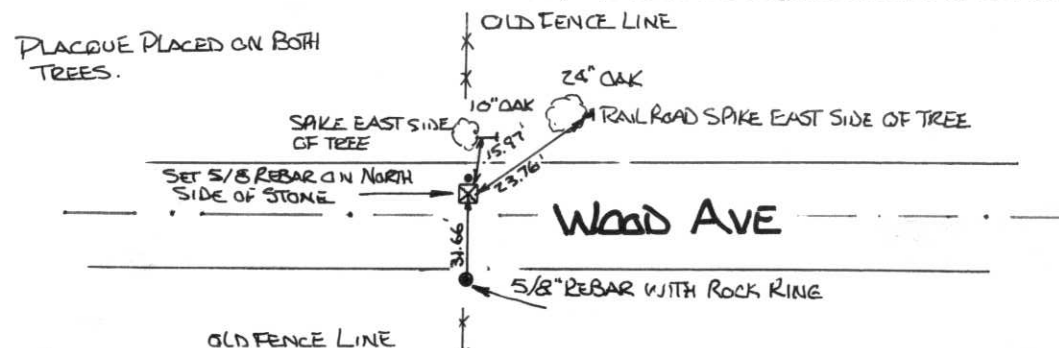 OLD FENCE LINE
PLACQUE PLACED ON BOTH
TREES.
24" OAK
10" OAK
RAILROAD SPIKE EAST SIDE OF TREE
SPIKE EAST SIDE
OF TREE
15.97'
23.76'
SET 5/8 REBAR ON NORTH
SIDE OF STONE
WOOD AVE
31.66'
5/8" REBAR WITH ROCK RING
OLD FENCE LINE